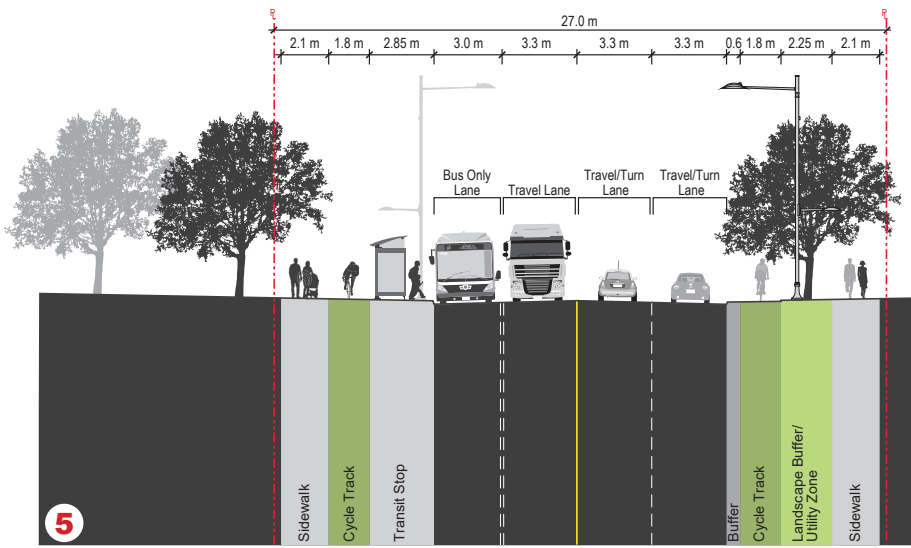 27.0 m
2.1 m 1.8 m 2.85 m 3.0 m 3.3 m 3.3 m 3.3 m 0.6 1.8 m 2.25 m 2.1 m
Bus Only
Lane
Travel Lane
Travel/Turn
Lane
Travel/Turn
Lane
Sidewalk
Cycle Track
Transit Stop
Buffer
Cycle Track
Landscape Buffer/
Utility Zone
Sidewalk
5